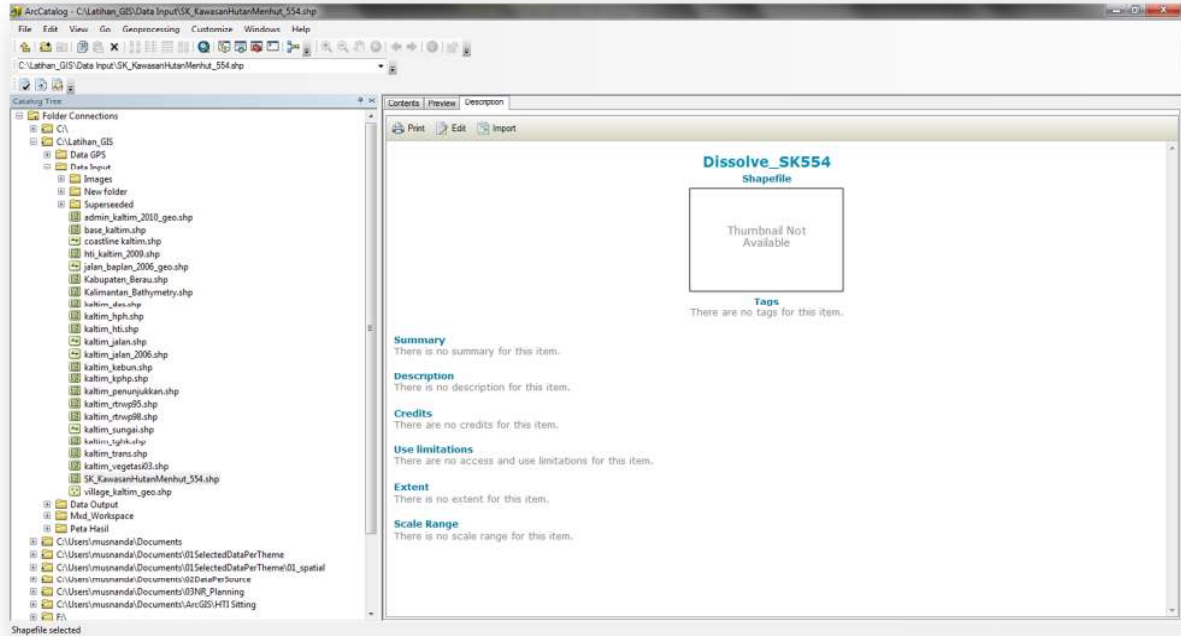 ArcCatalog - C:\Latihan_GIS\Data Input\SK_KawasanHutanMenhut_554.shp
File Edit View Go Geoprocessing Customize Windows Help
C:\Latihan_GIS\Data Input\SK_KawasanHutanMenhut_554.shp
Catalog Tree
Folder Connections
C:\
C:\Latihan_GIS
Data GPS
Data Input
Images
New folder
Superseeded
admin_kaltim_2010_geo.shp
base_kaltim.shp
coastline kaltim.shp
hti_kaltim_2009.shp
jalan_baplan_2006_geo.shp
Kabupaten_Berau.shp
Kalimantan_Bathymetry.shp
kaltim_das.shp
kaltim_hph.shp
kaltim_hti.shp
kaltim_jalan.shp
kaltim_jalan_2006.shp
kaltim_kebun.shp
kaltim_kphp.shp
kaltim_penunjukkan.shp
kaltim_rtrwp95.shp
kaltim_rtrwp98.shp
kaltim_sungai.shp
kaltim_tghk.shp
kaltim_trans.shp
kaltim_vegetasi03.shp
SK_KawasanHutanMenhut_554.shp
village_kaltim_geo.shp
Data Output
Mxd_Workspace
Peta Hasil
C:\Users\musnanda\Documents
C:\Users\musnanda\Documents\01SelectedDataPerTheme
C:\Users\musnanda\Documents\01SelectedDataPerTheme\01_spatial
C:\Users\musnanda\Documents\02DataPerSource
C:\Users\musnanda\Documents\03NR_Planning
C:\Users\musnanda\Documents\ArcGIS\HTI Sitting
F:\
Contents Preview Description
Print Edit Import
Dissolve_SK554
Shapefile
Thumbnail Not
Available
Tags
There are no tags for this item.
Summary
There is no summary for this item.
Description
There is no description for this item.
Credits
There are no credits for this item.
Use limitations
There are no access and use limitations for this item.
Extent
There is no extent for this item.
Scale Range
There is no scale range for this item.
Shapefile selected